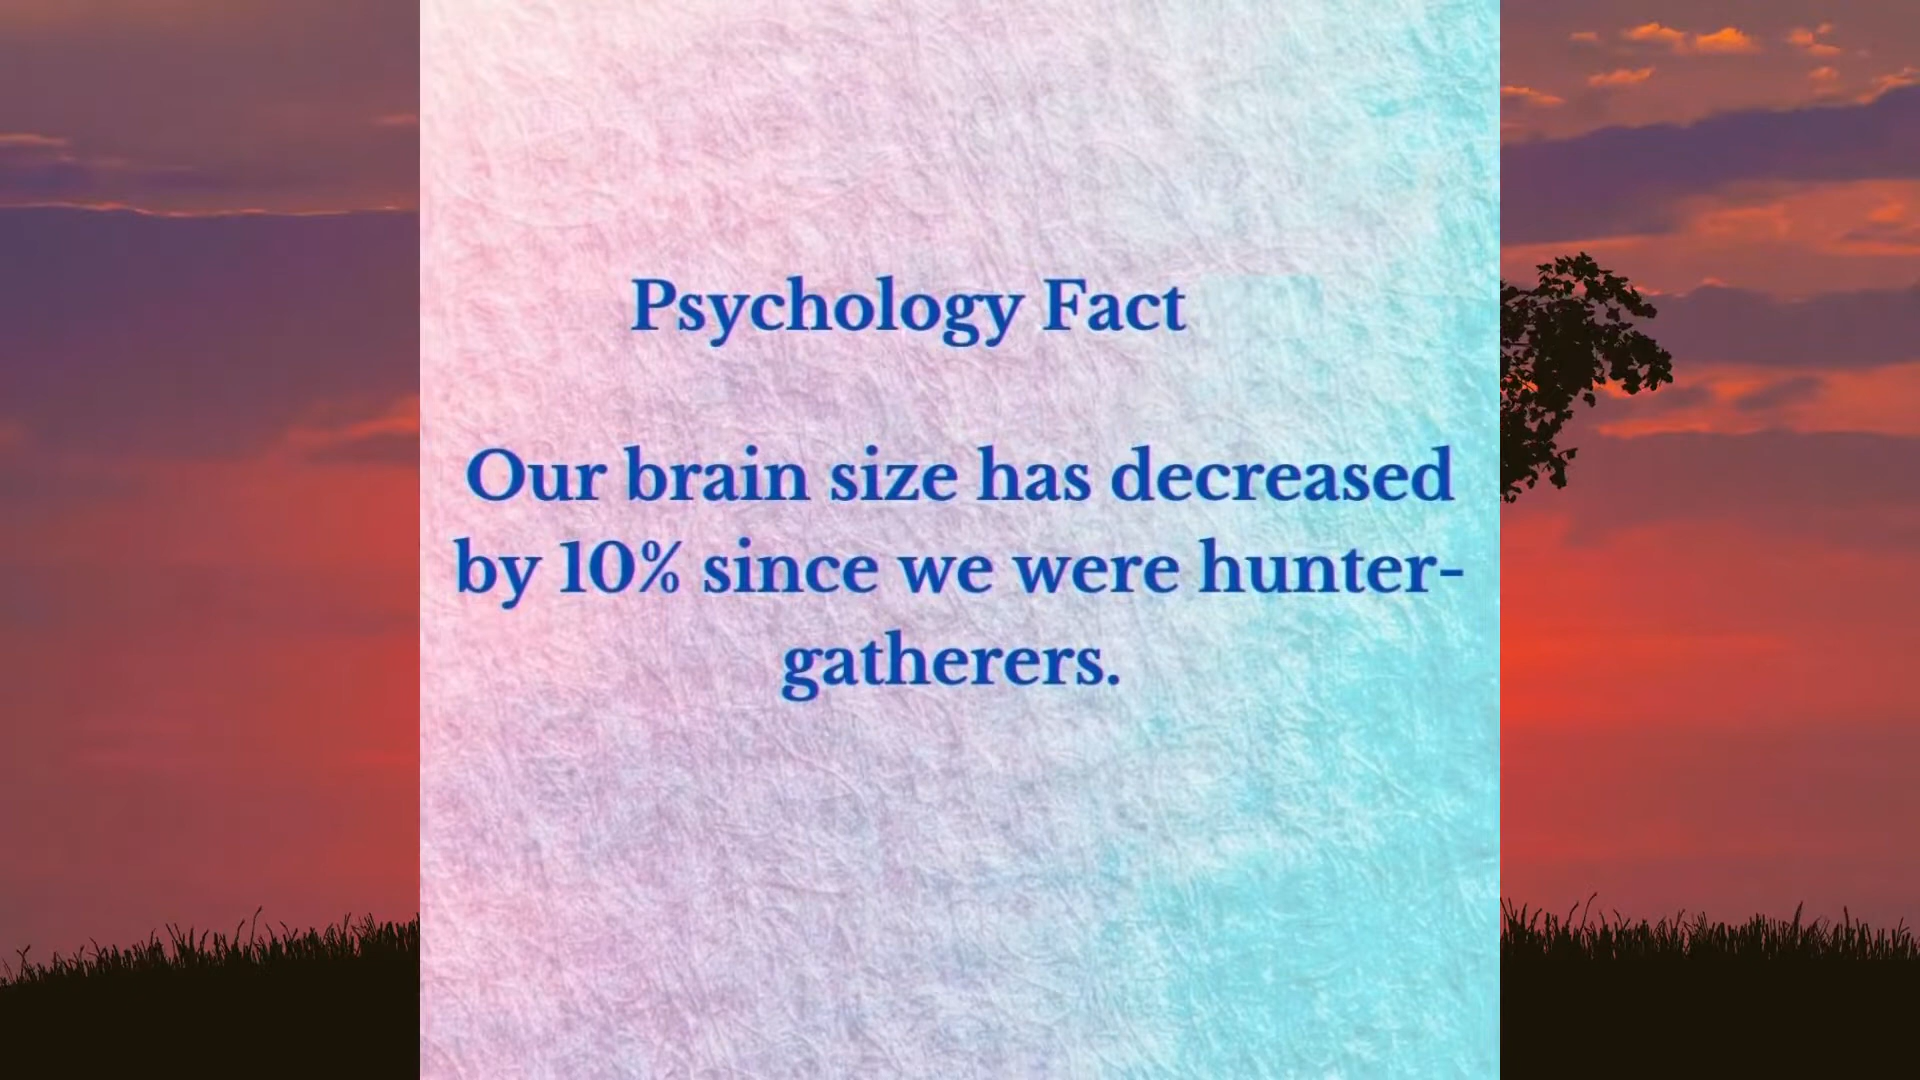 Psychology Fact
Our brain size has decreased
by 10% since we were hunter-
gatherers.